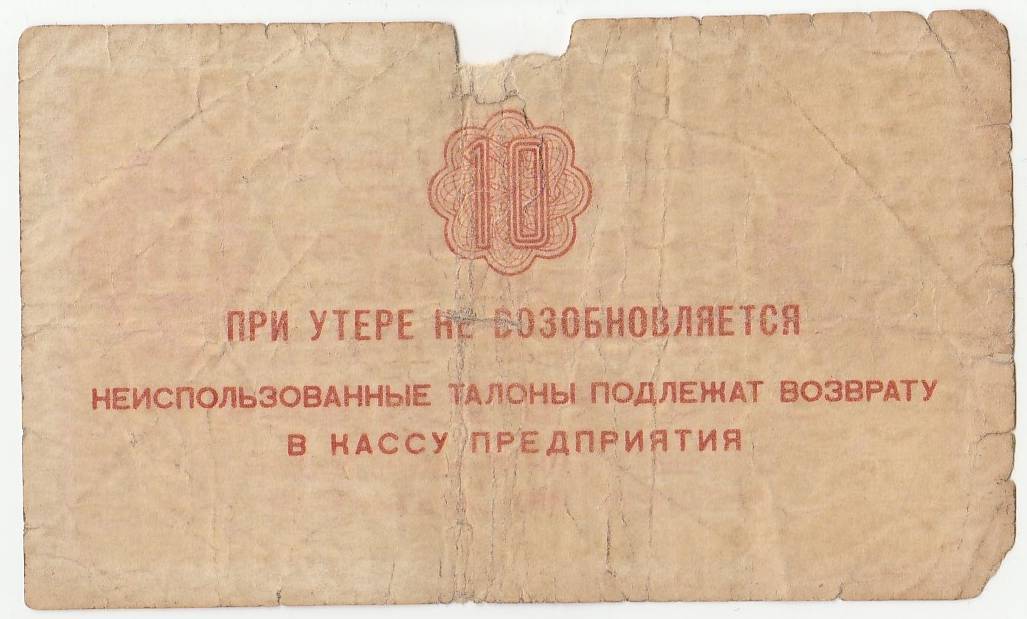 10
ПРИ УТЕРЕ НЕ ВОЗОБНОВЛЯЕТСЯ
НЕИСПОЛЬЗОВАННЫЕ ТАЛОНЫ ПОДЛЕЖАТ ВОЗВРАТУ
В КАССУ ПРЕДПРИЯТИЯ